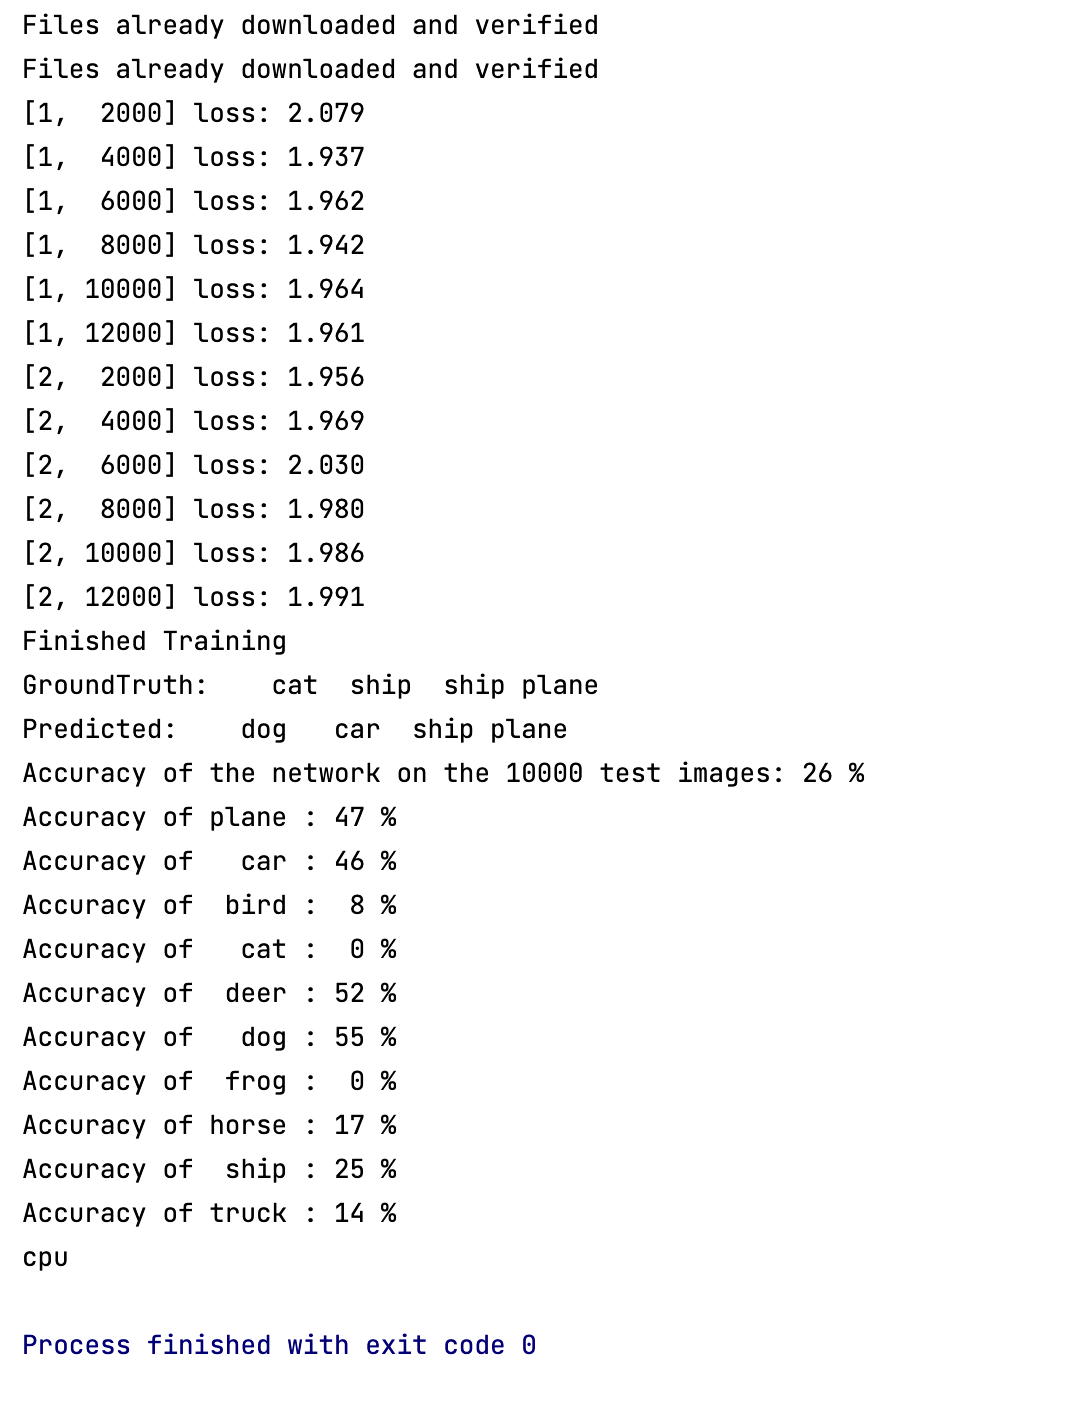 Files already downloaded and verified
Files already downloaded and verified
[1,  2000] loss: 2.079
[1,  4000] loss: 1.937
[1,  6000] loss: 1.962
[1,  8000] loss: 1.942
[1, 10000] loss: 1.964
[1, 12000] loss: 1.961
[2,  2000] loss: 1.956
[2,  4000] loss: 1.969
[2,  6000] loss: 2.030
[2,  8000] loss: 1.980
[2, 10000] loss: 1.986
[2, 12000] loss: 1.991
Finished Training
GroundTruth:    cat  ship  ship plane
Predicted:    dog   car  ship plane
Accuracy of the network on the 10000 test images: 26 %
Accuracy of plane : 47 %
Accuracy of   car : 46 %
Accuracy of  bird :  8 %
Accuracy of   cat :  0 %
Accuracy of  deer : 52 %
Accuracy of   dog : 55 %
Accuracy of  frog :  0 %
Accuracy of horse : 17 %
Accuracy of  ship : 25 %
Accuracy of truck : 14 %
cpu
Process finished with exit code 0